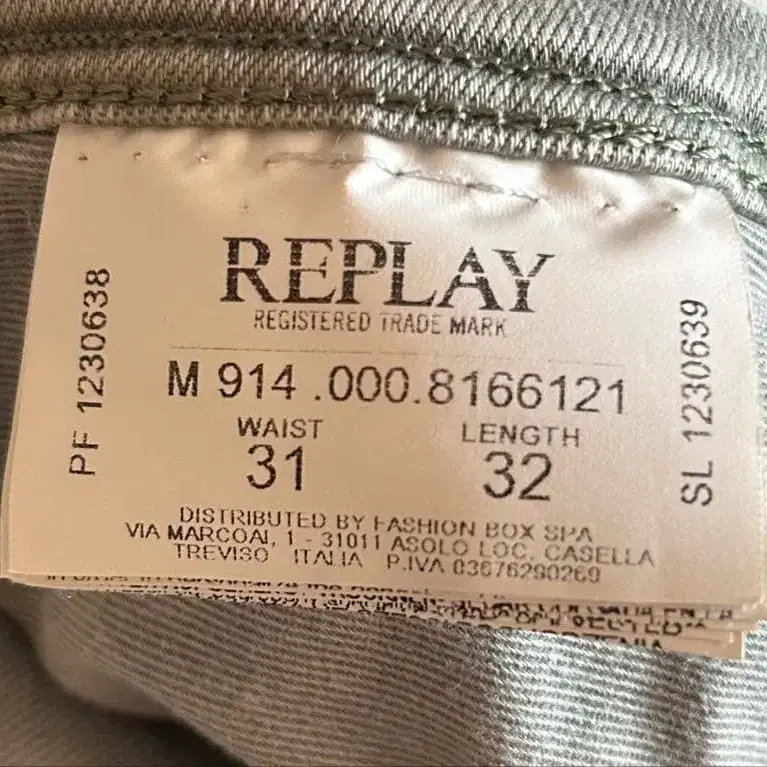 REPLAY
REGISTERED TRADE MARK
M 914 .000.8166121
WAIST LENGTH
31 32
DISTRIBUTED BY FASHION BOX SPA
VIA MARCOAI, 1 - 31011 ASOLO LOC. CASELLA
TREVISO ITALIA P.IVA 03676290269
PF 1230638
SL 1230639